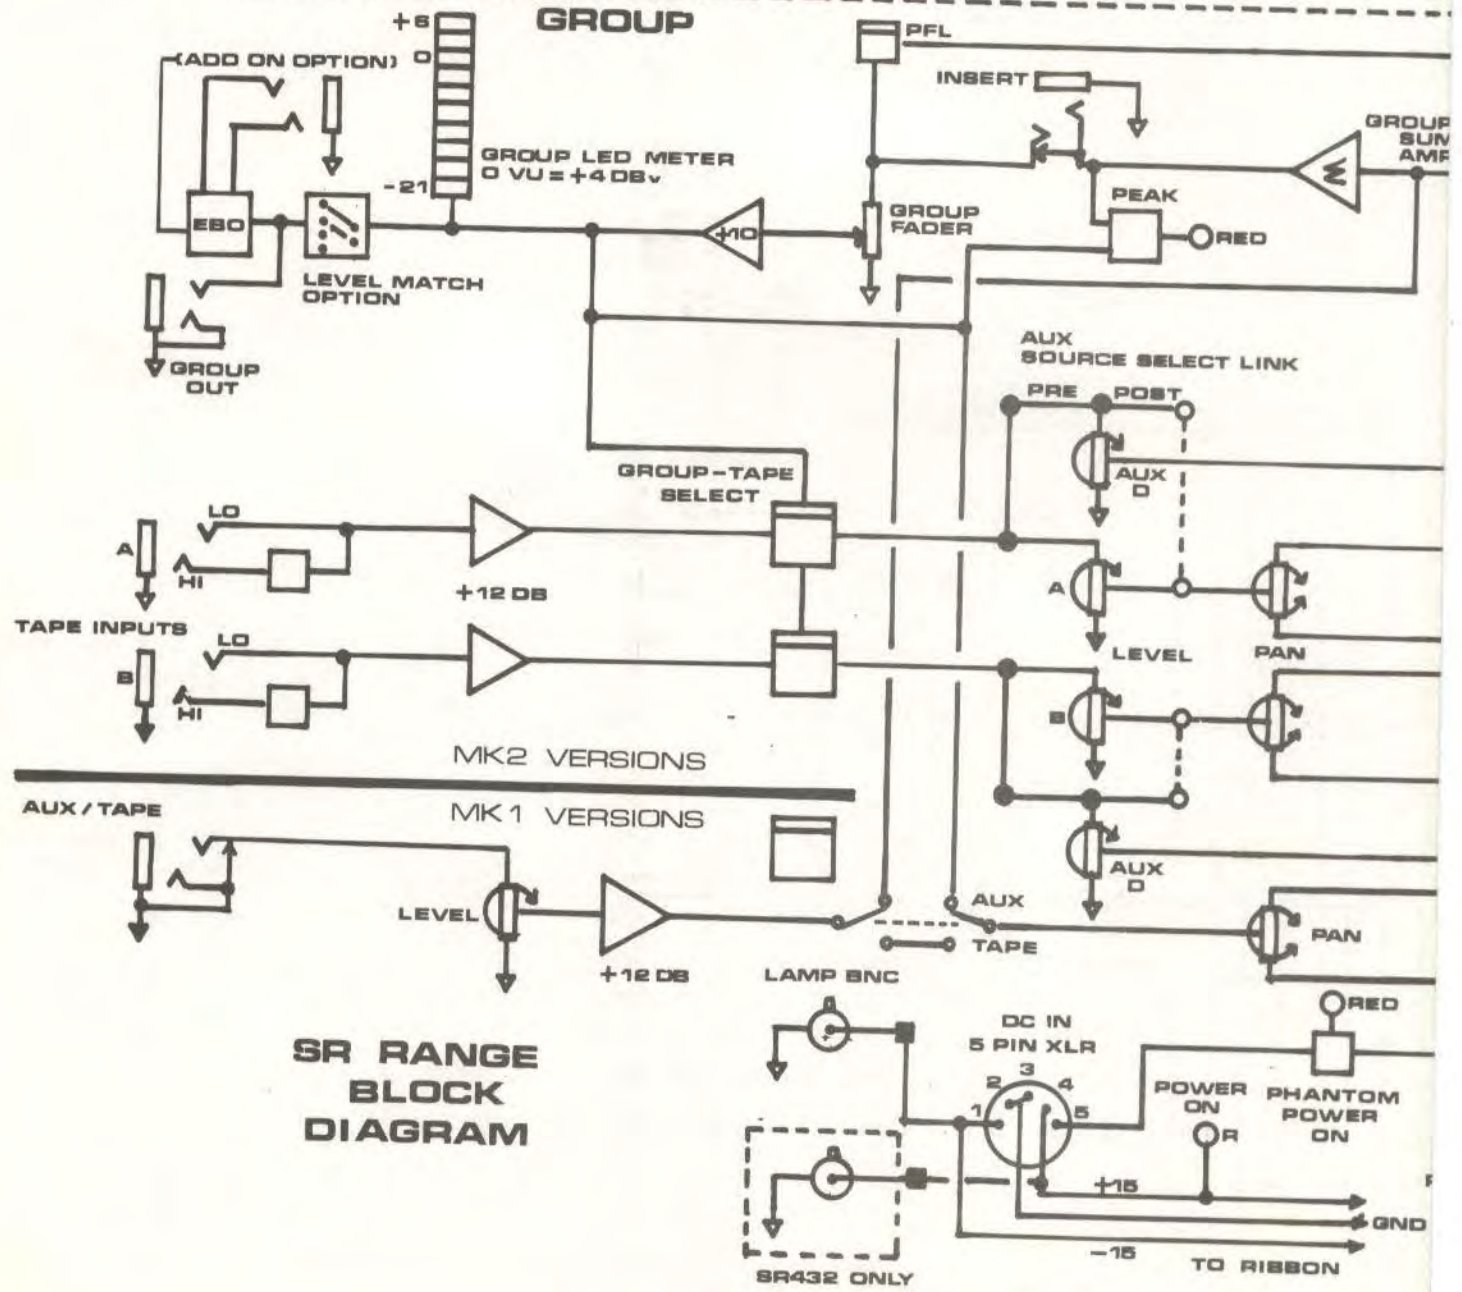 GROUP
+6
0
-21
(ADD ON OPTION)
GROUP LED METER
0 VU = +4 DBv
EBO
LEVEL MATCH
OPTION
GROUP
OUT
+10
PFL
INSERT
GROUP
SUM
AMP
PEAK
RED
GROUP
FADER
AUX
SOURCE SELECT LINK
PRE
POST
AUX
D
GROUP-TAPE
SELECT
LO
A
HI
+12 DB
TAPE INPUTS
LO
B
HI
A
LEVEL
PAN
B
MK2 VERSIONS
MK1 VERSIONS
AUX / TAPE
LEVEL
+12 DB
AUX
D
AUX
TAPE
PAN
LAMP BNC
SR RANGE
BLOCK
DIAGRAM
DC IN
5 PIN XLR
1
2
3
4
5
RED
POWER
ON
R
PHANTOM
POWER
ON
+15
GND
-15
TO RIBBON
SR432 ONLY